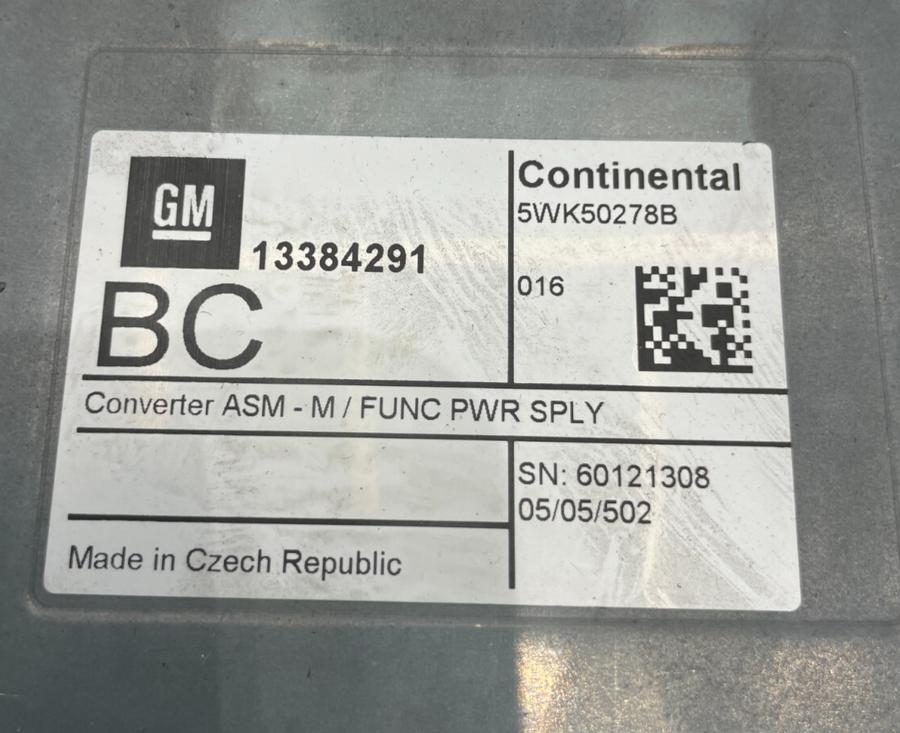 GM
13384291
BC
Continental
5WK50278B
016
Converter ASM - M / FUNC PWR SPLY
SN: 60121308
05/05/502
Made in Czech Republic